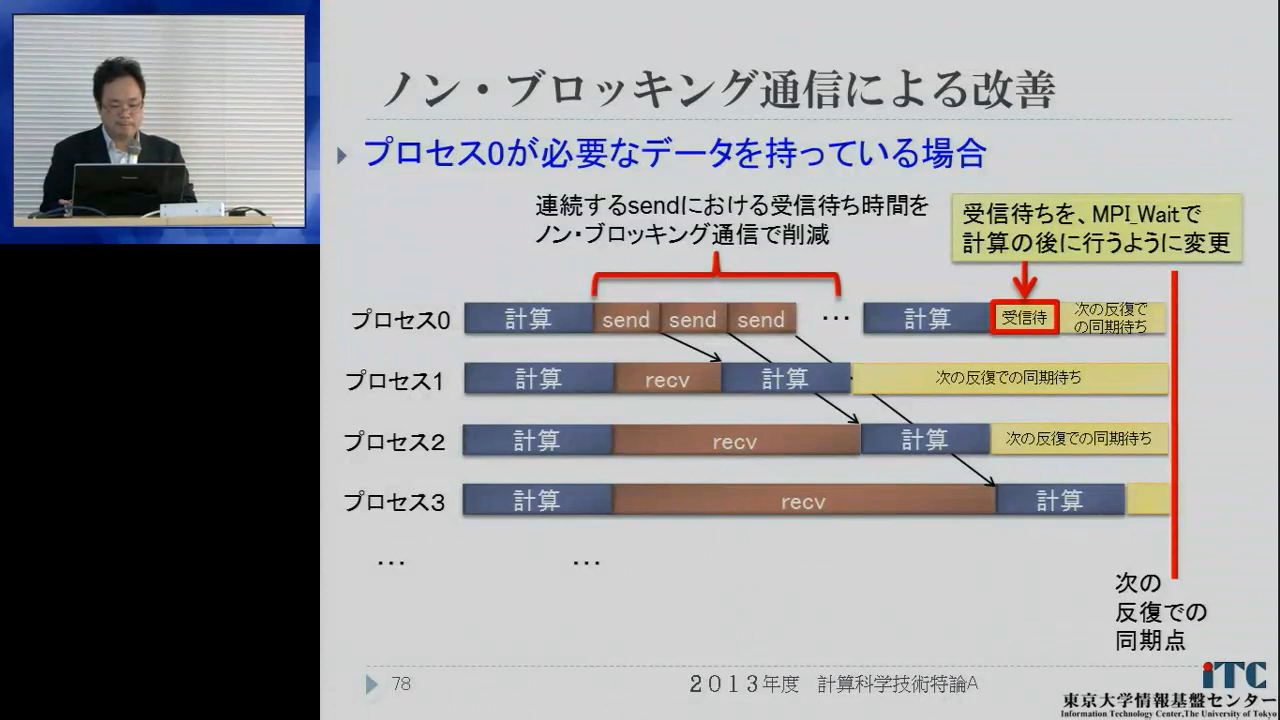 ノン・ブロッキング通信による改善
プロセス0が必要なデータを持っている場合
連続するsendにおける受信待ち時間を
ノン・ブロッキング通信で削減
受信待ちを、MPI_Waitで
計算の後に行うように変更
プロセス0
計算
send
send
send
…
計算
受信待
次の反復で
の同期待ち
プロセス1
計算
recv
計算
次の反復での同期待ち
プロセス2
計算
recv
計算
次の反復での同期待ち
プロセス3
計算
recv
計算
…
…
次の
反復での
同期点
78
2013年度 計算科学技術特論A
iTC
東京大学情報基盤センター
Information Technology Center,The University of Tokyo